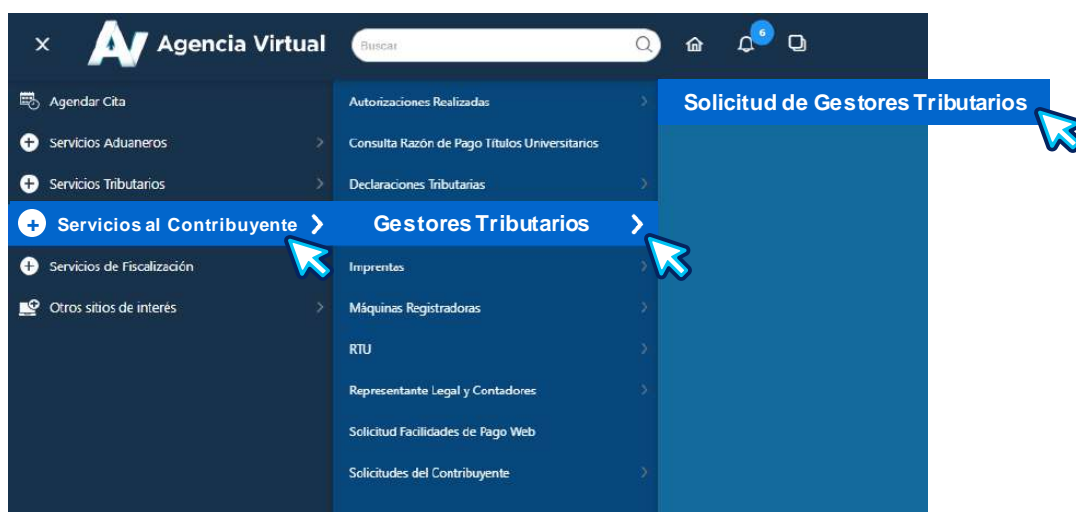 Agencia Virtual
Buscar
6
Agendar Cita
Servicios Aduaneros
Servicios Tributarios
Servicios al Contribuyente
Servicios de Fiscalización
Otros sitios de interés
Autorizaciones Realizadas
Consulta Razón de Pago Títulos Universitarios
Declaraciones Tributarias
Gestores Tributarios
Imprentas
Máquinas Registradoras
RTU
Representante Legal y Contadores
Solicitud Facilidades de Pago Web
Solicitudes del Contribuyente
Solicitud de Gestores Tributarios